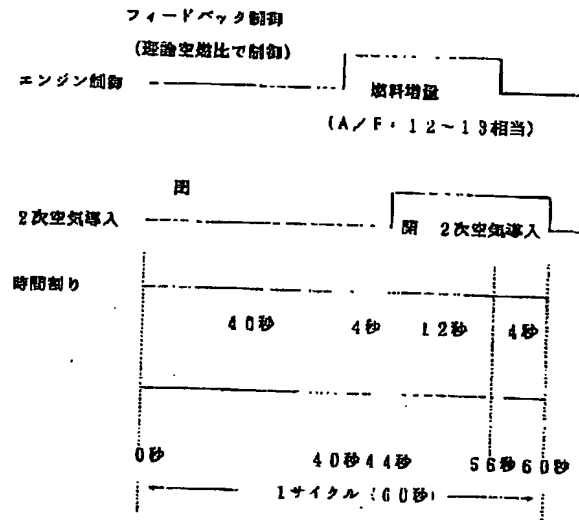 フィードバック制御
(理論空燃比で制御)
エンジン制御
燃料増量
(A/F・12~13相当)
閉
2次空気導入
開 2次空気導入
時間割り
40秒 4秒 12秒 4秒
0秒 40秒44秒 56秒60秒
1サイクル(60秒)